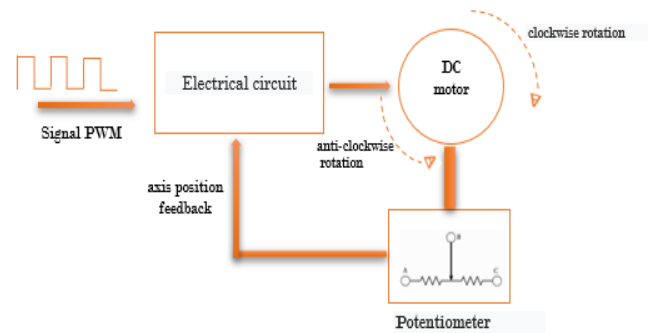 clockwise rotation
DC
motor
Electrical circuit
Signal PWM
anti-clockwise
rotation
axis position
feedback
B
A
C
Potentiometer